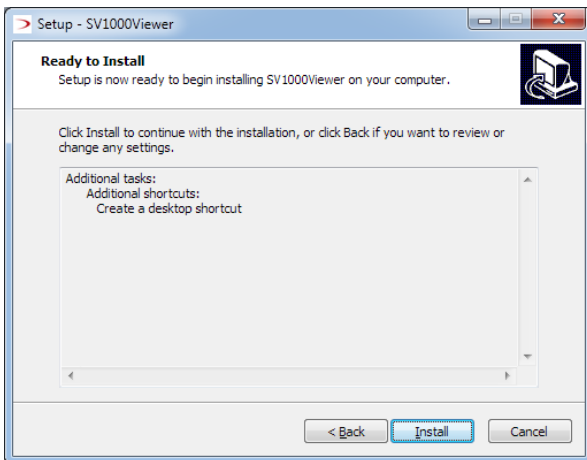 Setup - SV1000Viewer
Ready to Install
Setup is now ready to begin installing SV1000Viewer on your computer.
Click Install to continue with the installation, or click Back if you want to review or
change any settings.
Additional tasks:
Additional shortcuts:
Create a desktop shortcut
< Back
Install
Cancel